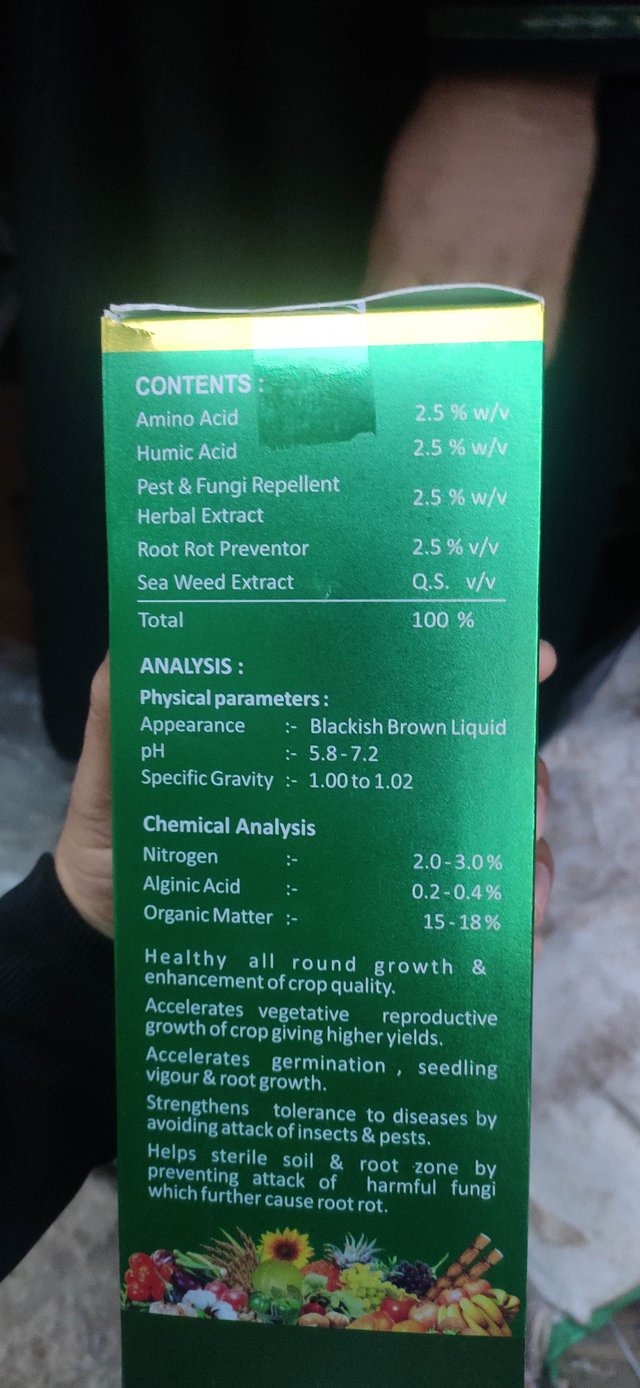 CONTENTS :
Amino Acid 2.5 % w/v
Humic Acid 2.5 % w/v
Pest & Fungi Repellent
Herbal Extract 2.5 % w/v
Root Rot Preventor 2.5 % v/v
Sea Weed Extract Q.S. v/v
Total 100 %
ANALYSIS :
Physical parameters :
Appearance :- Blackish Brown Liquid
pH :- 5.8 - 7.2
Specific Gravity :- 1.00 to 1.02
Chemical Analysis
Nitrogen :- 2.0 - 3.0 %
Alginic Acid :- 0.2 - 0.4 %
Organic Matter :- 15 - 18 %
Healthy all round growth &
enhancement of crop quality.
Accelerates vegetative reproductive
growth of crop giving higher yields.
Accelerates germination , seedling
vigour & root growth.
Strengthens tolerance to diseases by
avoiding attack of insects & pests.
Helps sterile soil & root zone by
preventing attack of harmful fungi
which further cause root rot.